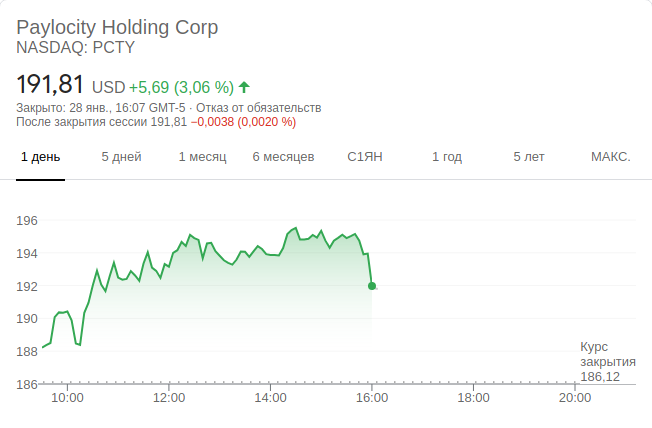 Paylocity Holding Corp
NASDAQ: PCTY
191,81 USD +5,69 (3,06 %)
Закрыто: 28 янв., 16:07 GMT-5 · Отказ от обязательств
После закрытия сессии 191,81 −0,0038 (0,0020 %)
1 день 5 дней 1 месяц 6 месяцев С1ЯН 1 год 5 лет МАКС.
196
194
192
190
188
186
Курс
закрытия
186,12
10:00 12:00 14:00 16:00 18:00 20:00